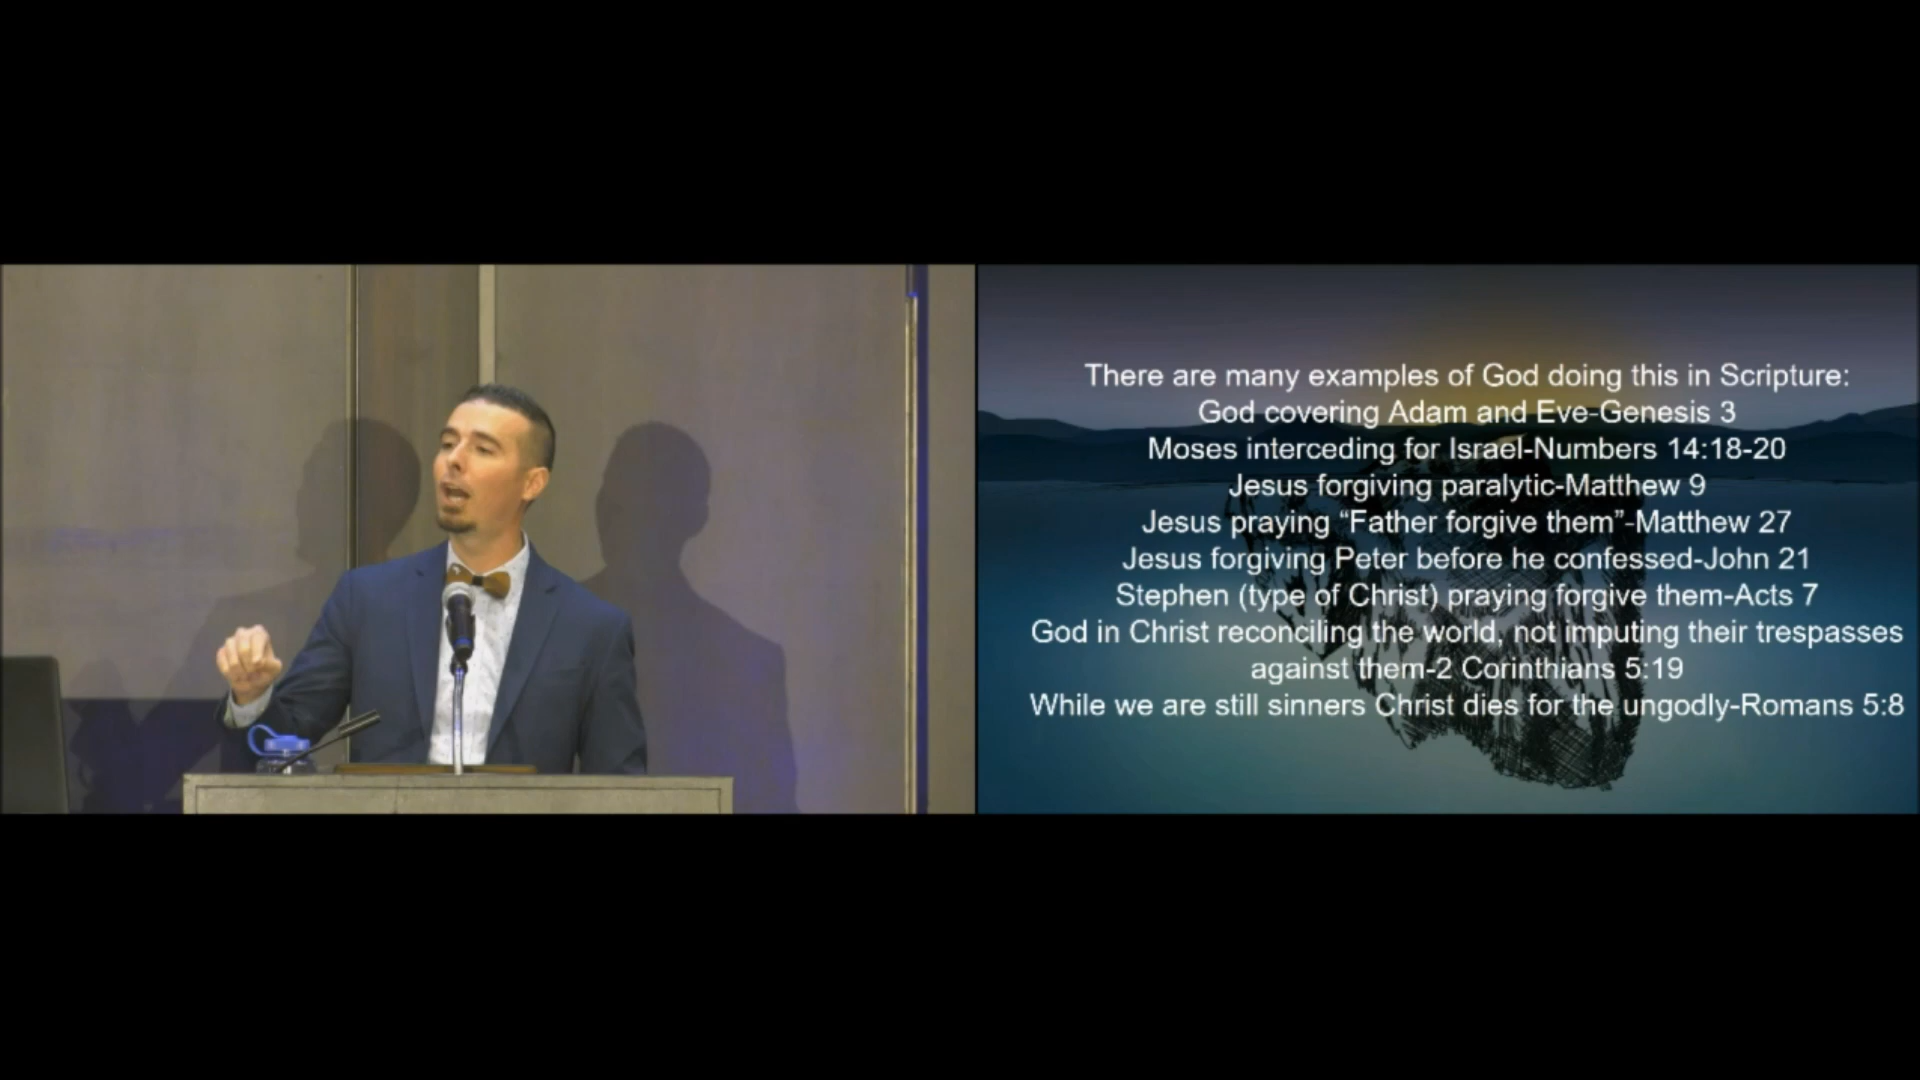 There are many examples of God doing this in Scripture:
God covering Adam and Eve-Genesis 3
Moses interceding for Israel-Numbers 14:18-20
Jesus forgiving paralytic-Matthew 9
Jesus praying “Father forgive them”-Matthew 27
Jesus forgiving Peter before he confessed-John 21
Stephen (type of Christ) praying forgive them-Acts 7
God in Christ reconciling the world, not imputing their trespasses
against them-2 Corinthians 5:19
While we are still sinners Christ dies for the ungodly-Romans 5:8